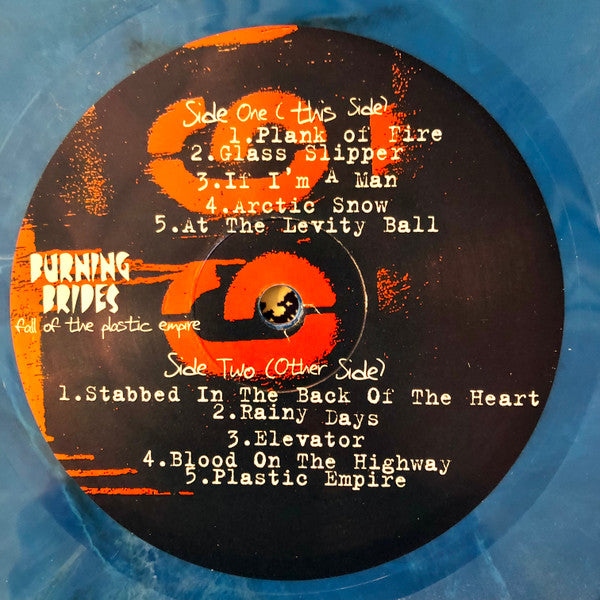 Side One (this Side)
1.Plank of Fire
2.Glass Slipper
3.If I'm A Man
4.Arctic Snow
5.At The Levity Ball
BURNING
BRIDES
fall of the plastic empire
Side Two (Other Side)
1.Stabbed In The Back Of The Heart
2.Rainy Days
3.Elevator
4.Blood On The Highway
5.Plastic Empire